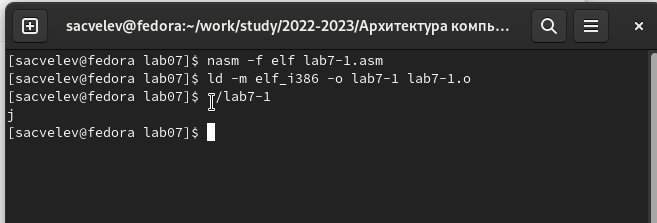 sacvelev@fedora:~/work/study/2022-2023/Архитектура компь…
[sacvelev@fedora lab07]$ nasm -f elf lab7-1.asm
[sacvelev@fedora lab07]$ ld -m elf_i386 -o lab7-1 lab7-1.o
[sacvelev@fedora lab07]$ ./lab7-1
j
[sacvelev@fedora lab07]$